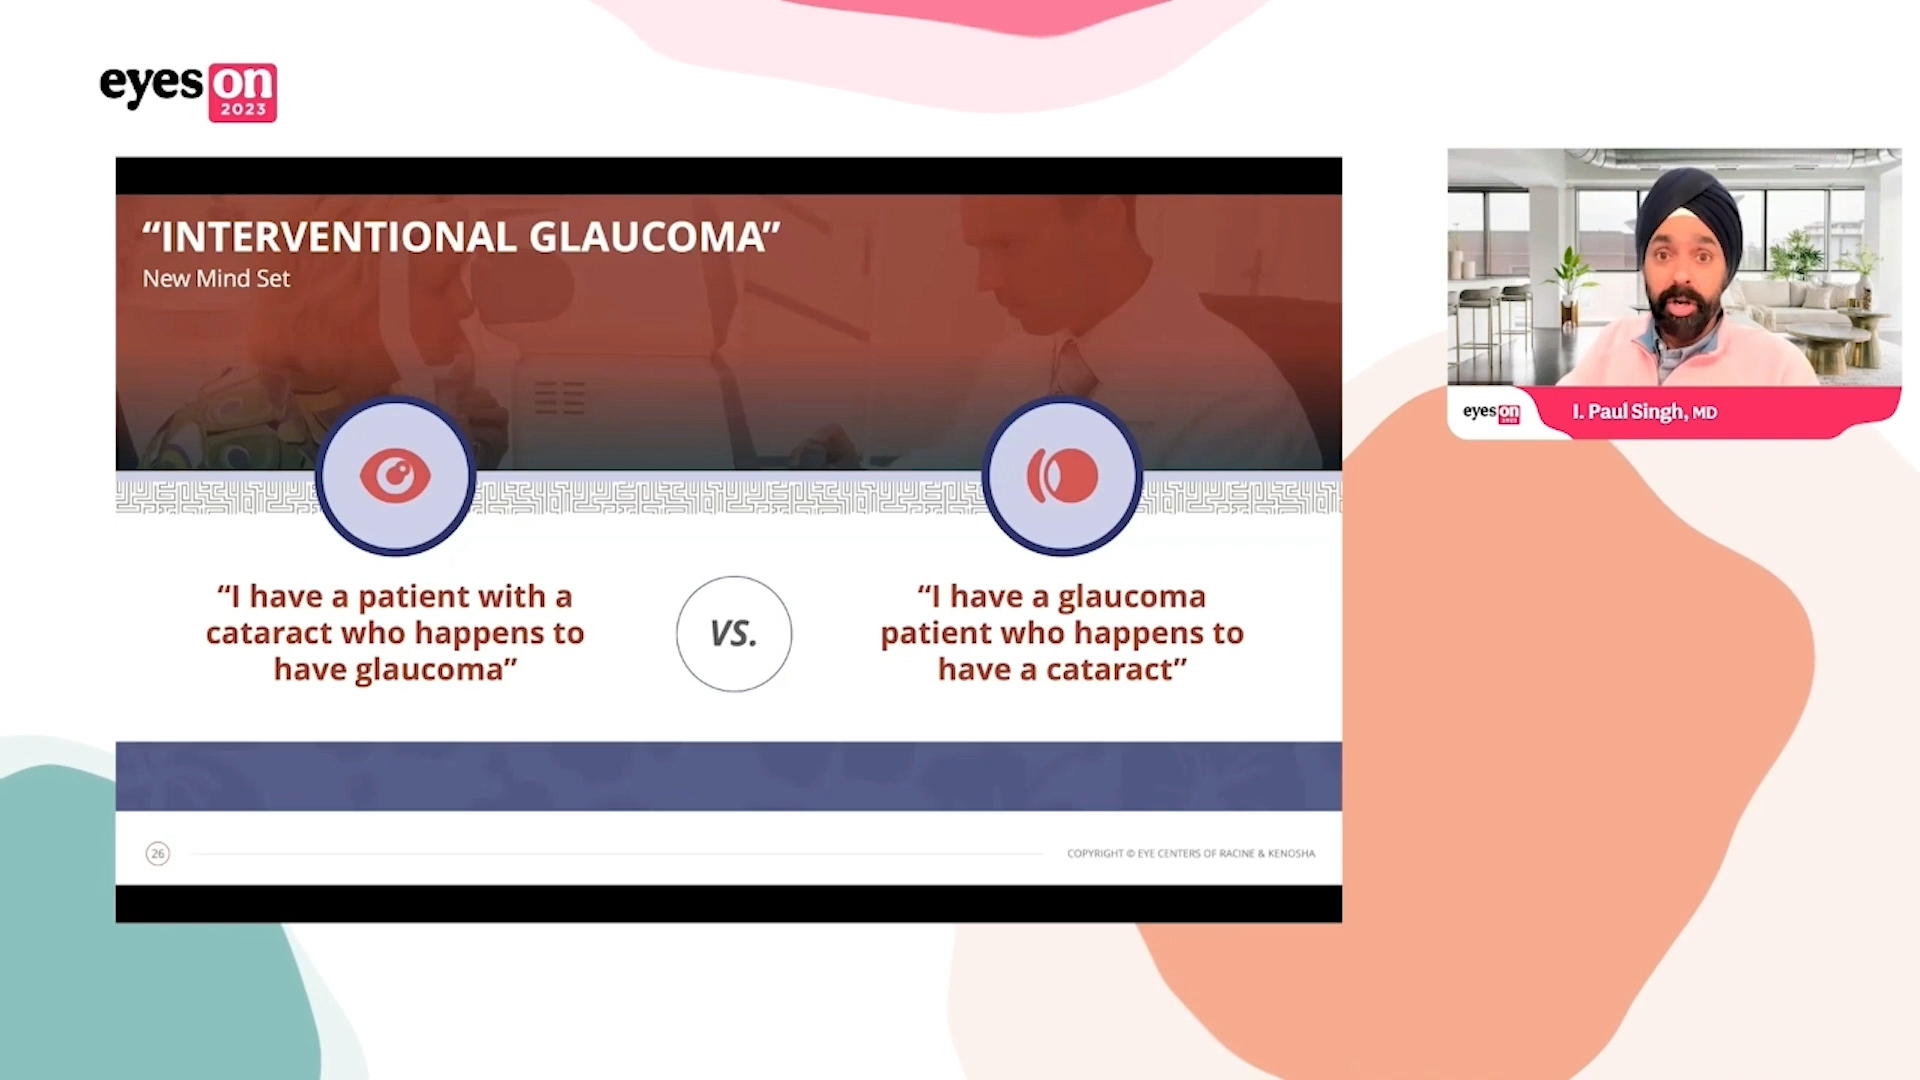 eyes on
2023
“INTERVENTIONAL GLAUCOMA”
New Mind Set
“I have a patient with a
cataract who happens to
have glaucoma”
VS.
“I have a glaucoma
patient who happens to
have a cataract”
26
COPYRIGHT © EYE CENTERS OF RACINE & KENOSHA
eyes on
2023
I. Paul Singh, MD